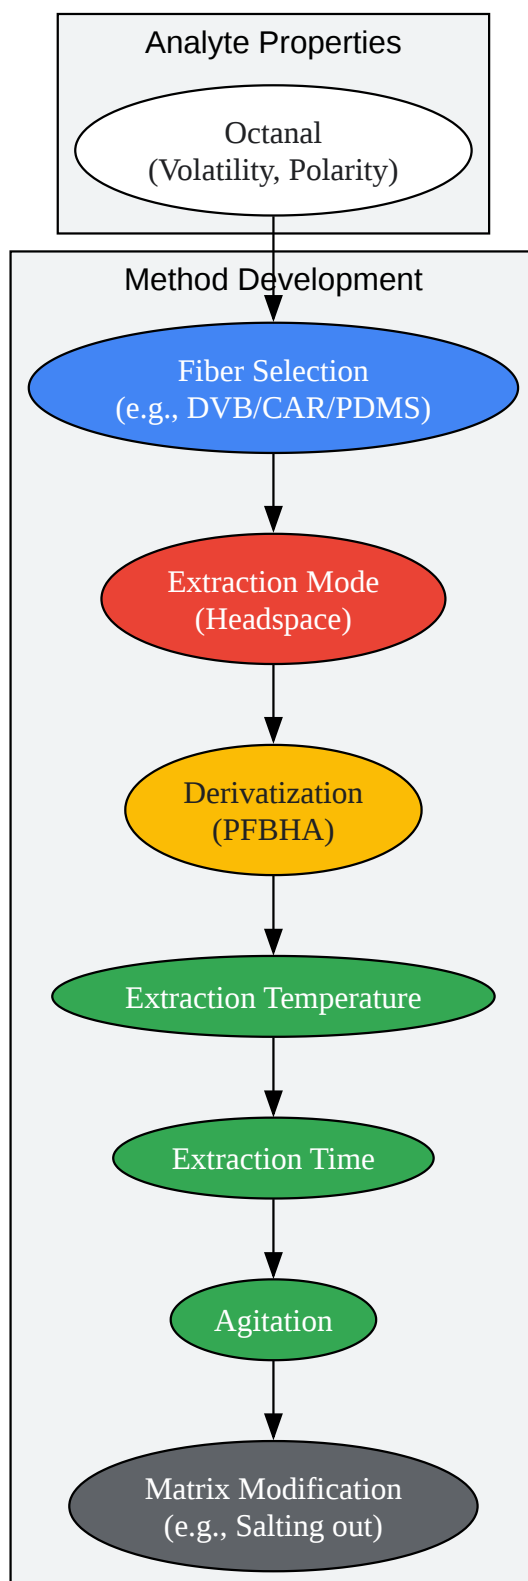 Analyte Properties
Octanal
(Volatility, Polarity)
Method Development
Fiber Selection
(e.g., DVB/CAR/PDMS)
Extraction Mode
(Headspace)
Derivatization
(PFBHA)
Extraction Temperature
Extraction Time
Agitation
Matrix Modification
(e.g., Salting out)